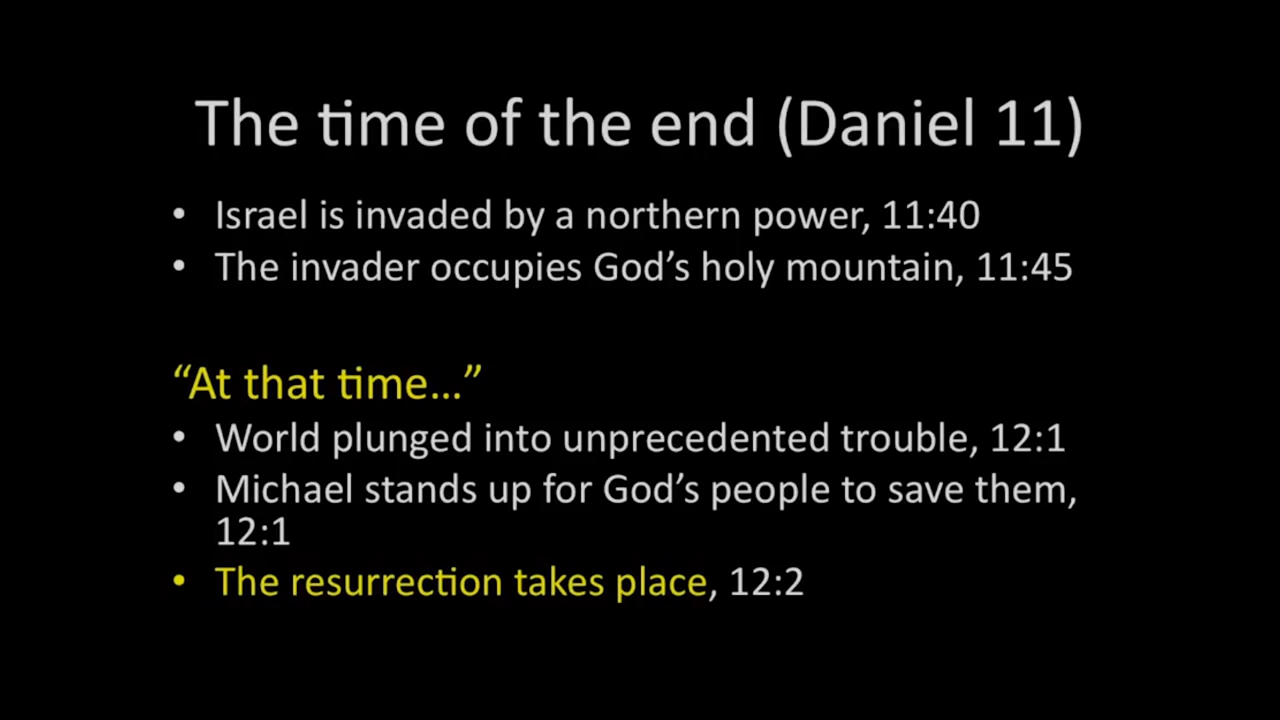 The time of the end (Daniel 11)
• Israel is invaded by a northern power, 11:40
• The invader occupies God’s holy mountain, 11:45
“At that time…”
• World plunged into unprecedented trouble, 12:1
• Michael stands up for God’s people to save them,
12:1
• The resurrection takes place, 12:2